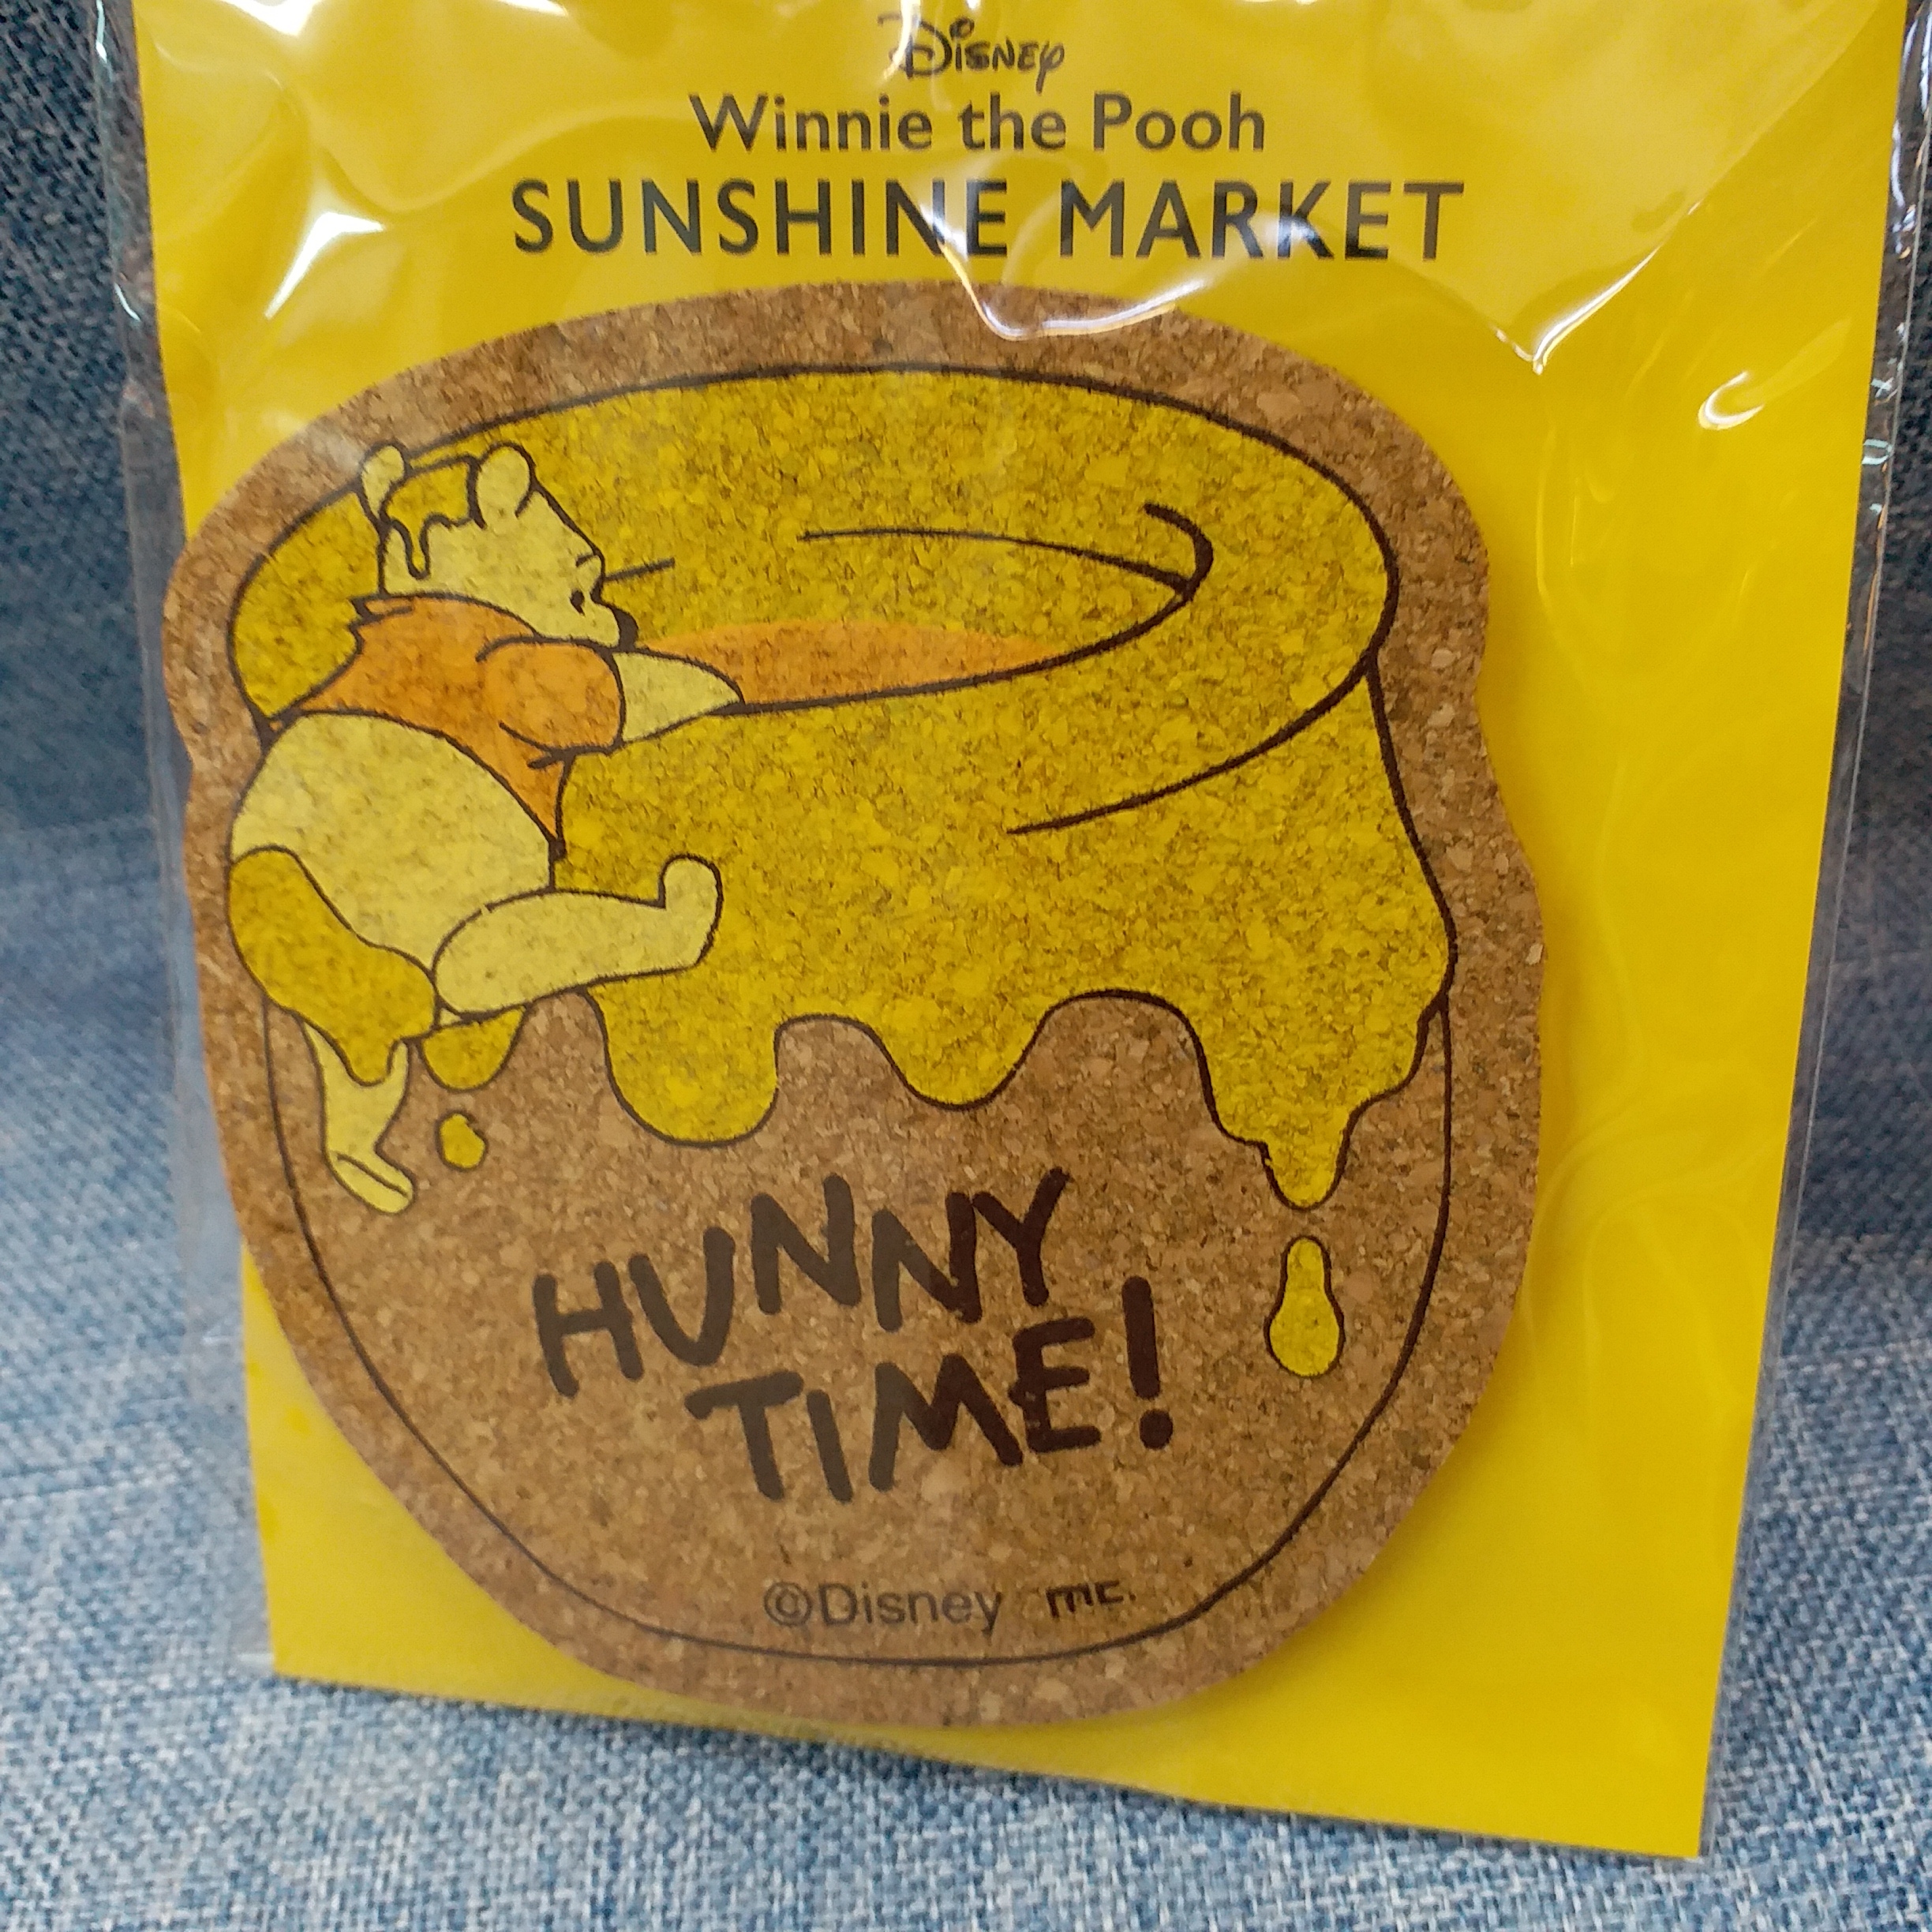 Disney
Winnie the Pooh
SUNSHINE MARKET
HUNNY
TIME!
©Disney